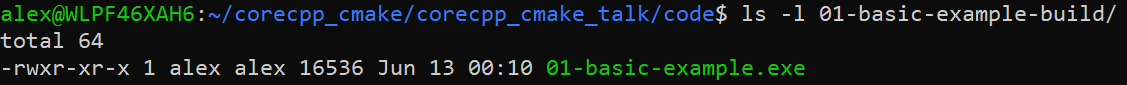 alex@WLPF46XAH6:~/corecpp_cmake/corecpp_cmake_talk/code$ ls -l 01-basic-example-build/
total 64
-rwxr-xr-x 1 alex alex 16536 Jun 13 00:10 01-basic-example.exe